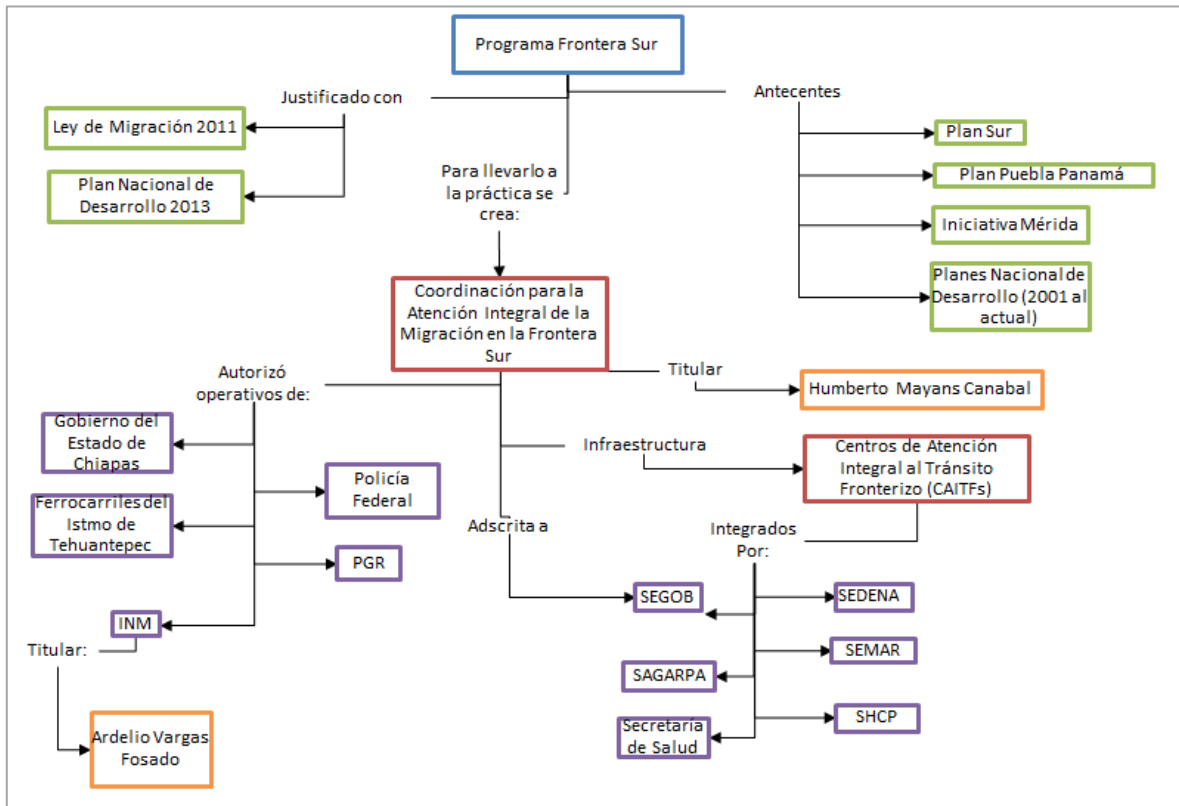 Programa Frontera Sur
Justificado con
Antecentes
Ley de Migración 2011
Plan Nacional de
Desarrollo 2013
Para llevarlo a
la práctica se
crea:
Plan Sur
Plan Puebla Panamá
Iniciativa Mérida
Planes Nacional de
Desarrollo (2001 al
actual)
Coordinación para la
Atención Integral de la
Migración en la Frontera
Sur
Titular
Humberto Mayans Canabal
Autorizó
operativos de:
Gobierno del
Estado de
Chiapas
Ferrocarriles del
Istmo de
Tehuantepec
Policía
Federal
PGR
INM
Titular:
Ardelio Vargas
Fosado
Infraestructura
Centros de Atención
Integral al Tránsito
Fronterizo (CAITFs)
Adscrita a
Integrados
Por:
SEGOB
SEDENA
SEMAR
SAGARPA
SHCP
Secretaría
de Salud